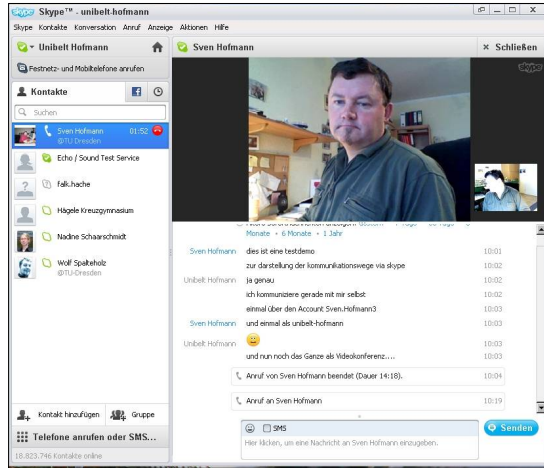 Skype™ - unibelt-hofmann
Skype Kontakte Konversation Anruf Anzeige Aktionen Hilfe
Unibelt Hofmann
Festnetz- und Mobiltelefone anrufen
Kontakte
Suchen
Sven Hofmann 01:52
@TU Dresden
Echo / Sound Test Service
falk.hache
Hägele Kreuzgymnasium
Nadine Schaarschmidt
Wolf Spalteholz
@TU-Dresden
Kontakt hinzufügen Gruppe
Telefone anrufen oder SMS...
18.823.746 Kontakte online
Sven Hofmann × Schließen
skype
Monate • 6 Monate • 1 Jahr
Sven Hofmann dies ist eine testdemo 10:01
zur darstellung der kommunikationswege via skype 10:02
Unibelt Hofmann ja genau 10:02
ich kommuniziere gerade mit mir selbst 10:02
einmal über den Account Sven.Hofmann3 10:03
Sven Hofmann und einmal als unibelt-hofmann 10:03
Unibelt Hofmann 10:03
und nun noch das Ganze als Videokonferenz.... 10:03
Anruf von Sven Hofmann beendet (Dauer 14:18). 10:04
Anruf an Sven Hofmann 10:19
SMS
Hier klicken, um eine Nachricht an Sven Hofmann einzugeben.
Senden